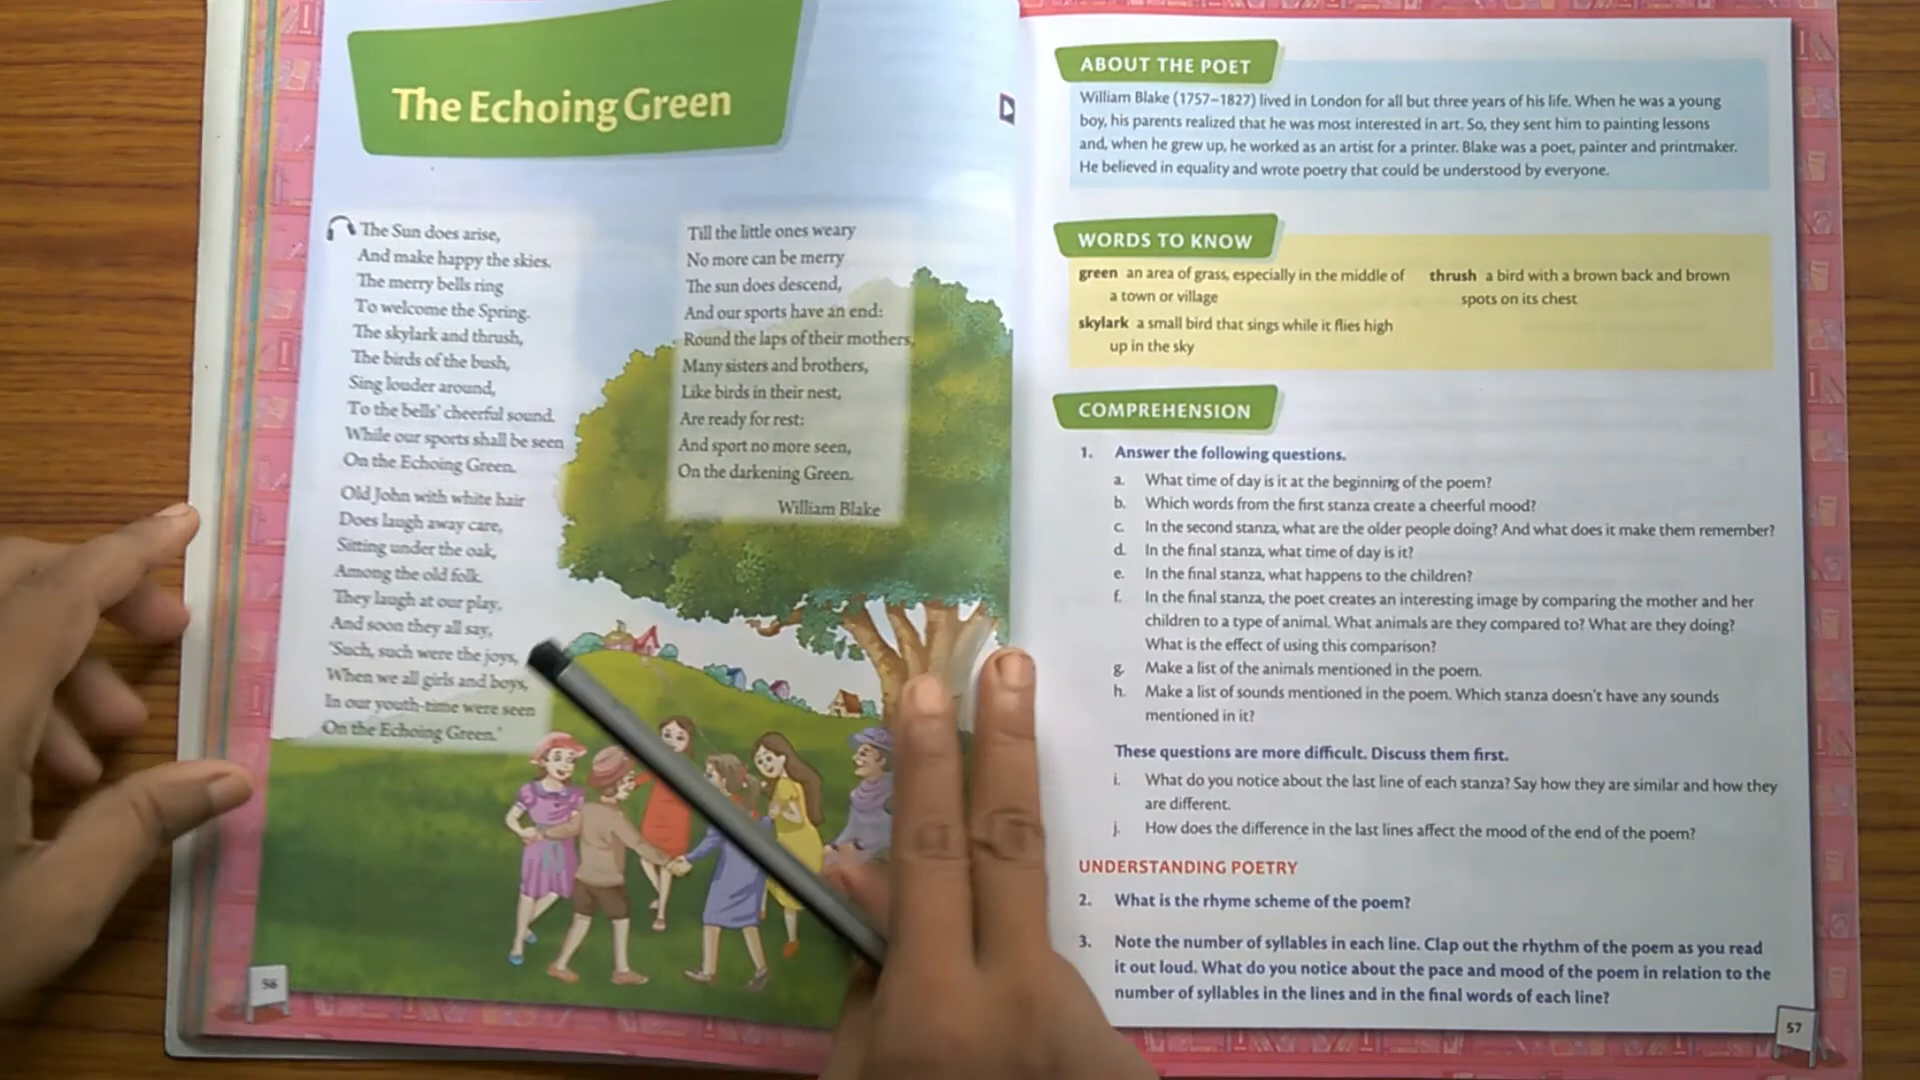 The Echoing Green
The Sun does arise,
And make happy the skies.
The merry bells ring
To welcome the Spring.
The skylark and thrush,
The birds of the bush,
Sing louder around,
To the bells' cheerful sound.
While our sports shall be seen
On the Echoing Green.
Old John with white hair
Does laugh away care,
Sitting under the oak,
Among the old folk.
They laugh at our play,
And soon they all say,
'Such, such were the joys,
When we all girls and boys,
In our youth-time were seen
On the Echoing Green.'
Till the little ones weary
No more can be merry
The sun does descend,
And our sports have an end:
Round the laps of their mothers,
Many sisters and brothers,
Like birds in their nest,
Are ready for rest:
And sport no more seen,
On the darkening Green.
William Blake
56
ABOUT THE POET
William Blake (1757–1827) lived in London for all but three years of his life. When he was a young
boy, his parents realized that he was most interested in art. So, they sent him to painting lessons
and, when he grew up, he worked as an artist for a printer. Blake was a poet, painter and printmaker.
He believed in equality and wrote poetry that could be understood by everyone.
WORDS TO KNOW
green an area of grass, especially in the middle of
a town or village
skylark a small bird that sings while it flies high
up in the sky
thrush a bird with a brown back and brown
spots on its chest
COMPREHENSION
1. Answer the following questions.
a. What time of day is it at the beginning of the poem?
b. Which words from the first stanza create a cheerful mood?
c. In the second stanza, what are the older people doing? And what does it make them remember?
d. In the final stanza, what time of day is it?
e. In the final stanza, what happens to the children?
f. In the final stanza, the poet creates an interesting image by comparing the mother and her
children to a type of animal. What animals are they compared to? What are they doing?
What is the effect of using this comparison?
g. Make a list of the animals mentioned in the poem.
h. Make a list of sounds mentioned in the poem. Which stanza doesn't have any sounds
mentioned in it?
These questions are more difficult. Discuss them first.
i. What do you notice about the last line of each stanza? Say how they are similar and how they
are different.
j. How does the difference in the last lines affect the mood of the end of the poem?
UNDERSTANDING POETRY
2. What is the rhyme scheme of the poem?
3. Note the number of syllables in each line. Clap out the rhythm of the poem as you read
it out loud. What do you notice about the pace and mood of the poem in relation to the
number of syllables in the lines and in the final words of each line?
57